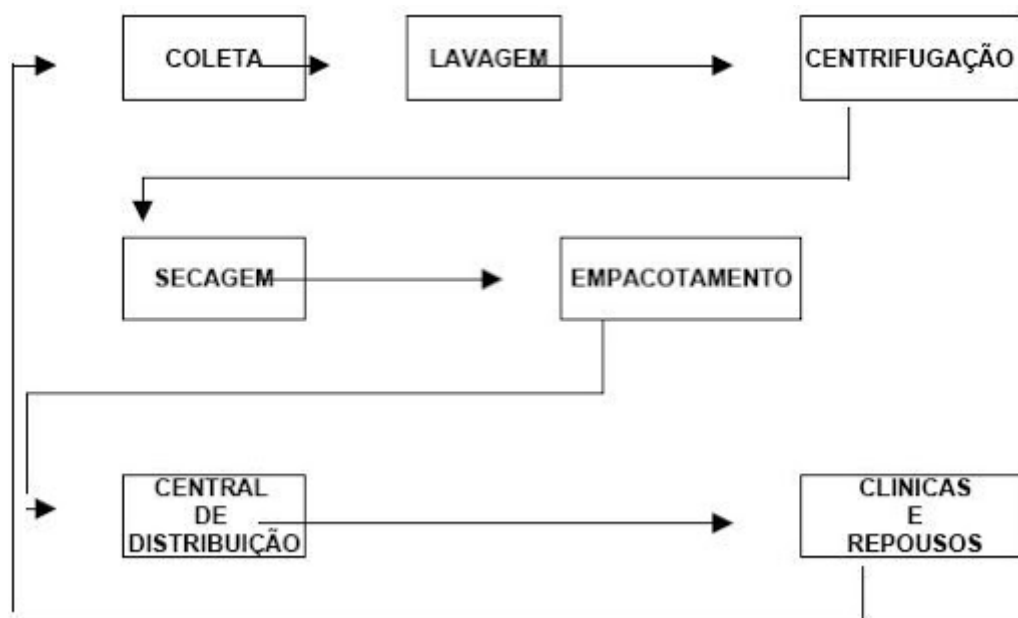 COLETA
LAVAGEM
CENTRIFUGAÇÃO
SECAGEM
EMPACOTAMENTO
CENTRAL
DE
DISTRIBUIÇÃO
CLINICAS
E
REPOUSOS